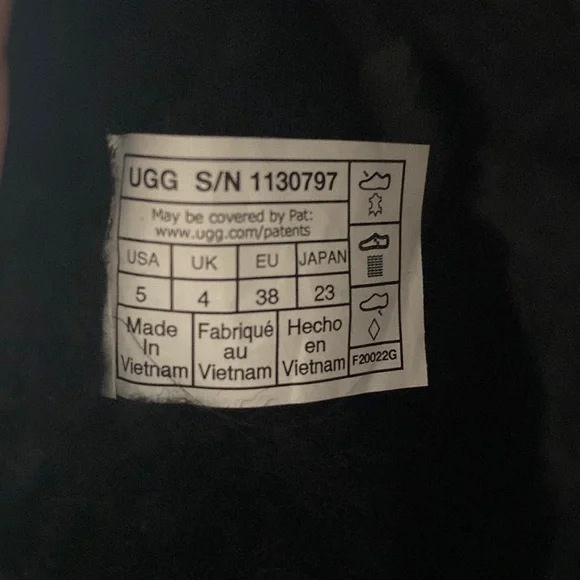 UGG S/N 1130797
May be covered by Pat:
www.ugg.com/patents
USA UK EU JAPAN
5 4 38 23
Made In Vietnam
Fabriqué au Vietnam
Hecho en Vietnam
F20022G